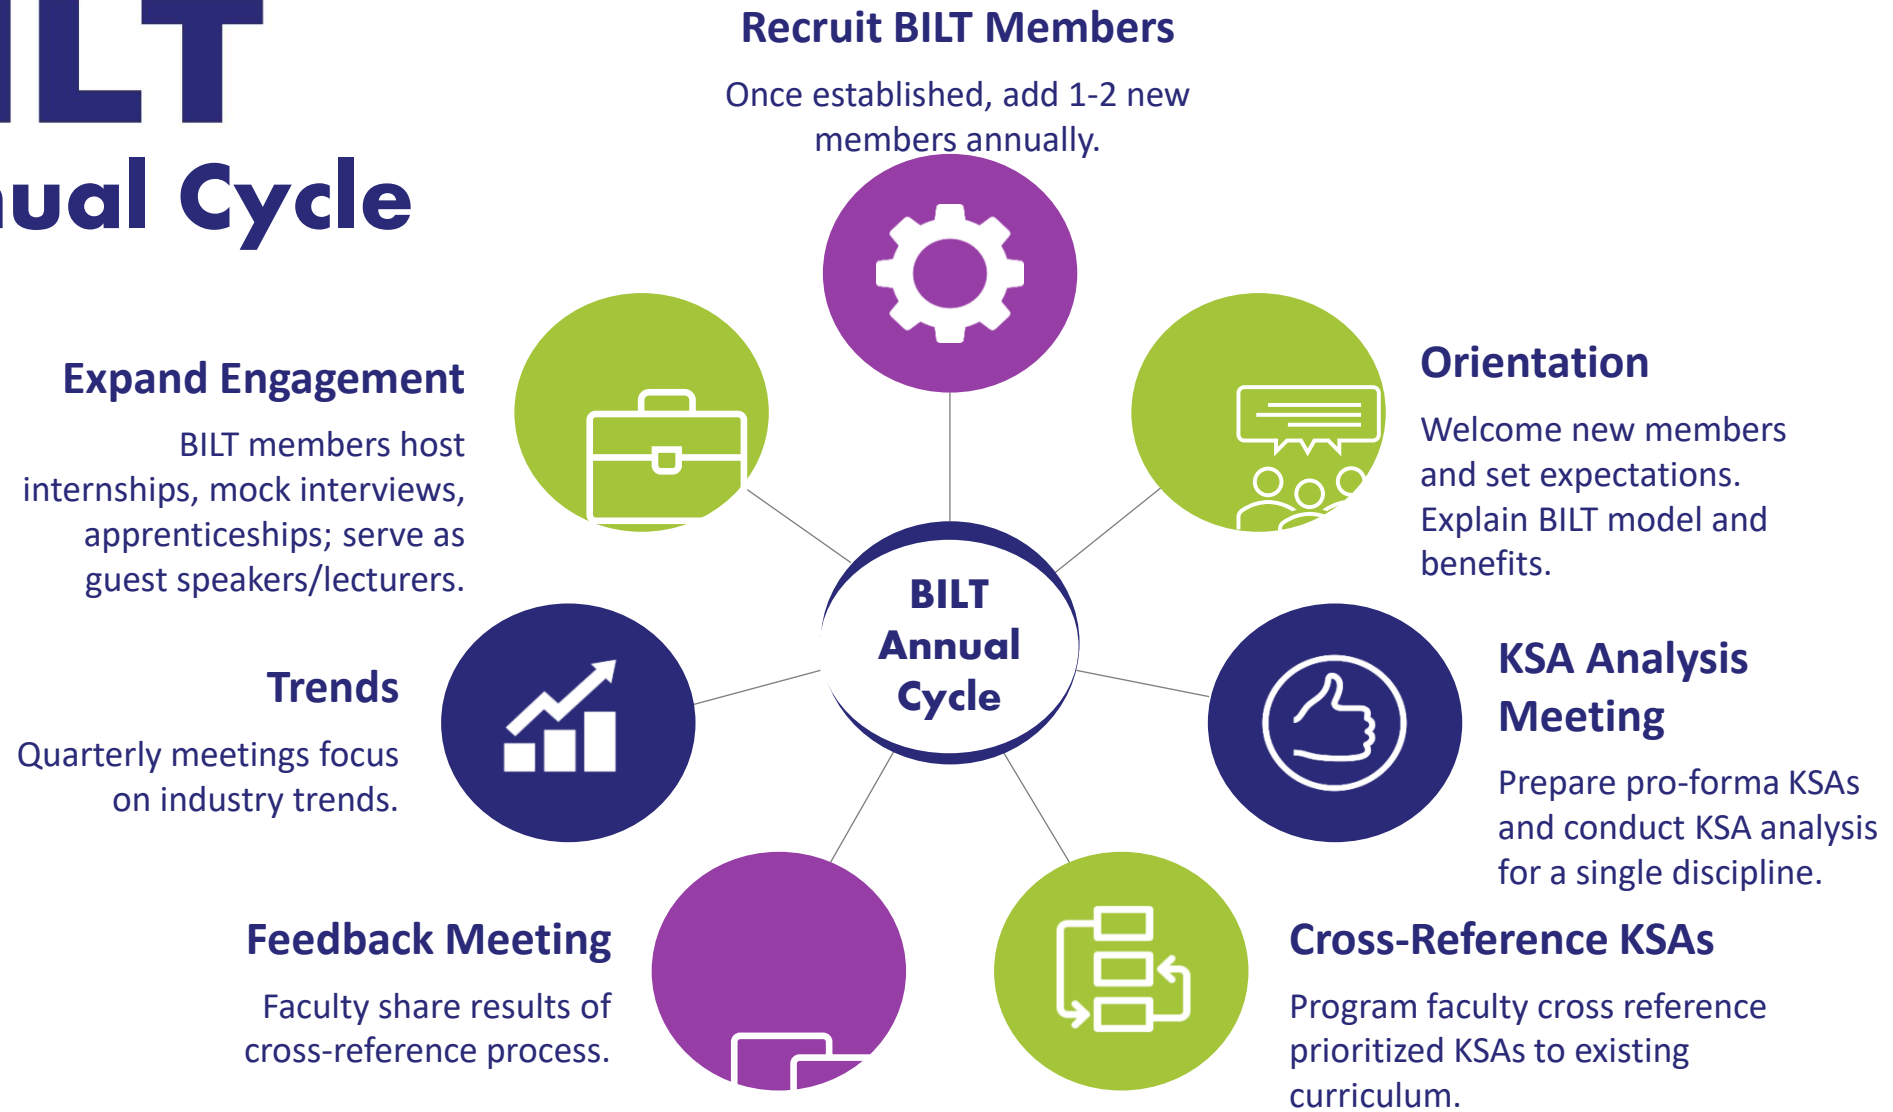 ILT
nual Cycle
Recruit BILT Members
Once established, add 1-2 new
members annually.
Orientation
Welcome new members
and set expectations.
Explain BILT model and
benefits.
KSA Analysis
Meeting
Prepare pro-forma KSAs
and conduct KSA analysis
for a single discipline.
Cross-Reference KSAs
Program faculty cross reference
prioritized KSAs to existing
curriculum.
Feedback Meeting
Faculty share results of
cross-reference process.
Trends
Quarterly meetings focus
on industry trends.
Expand Engagement
BILT members host
internships, mock interviews,
apprenticeships; serve as
guest speakers/lecturers.
BILT
Annual
Cycle